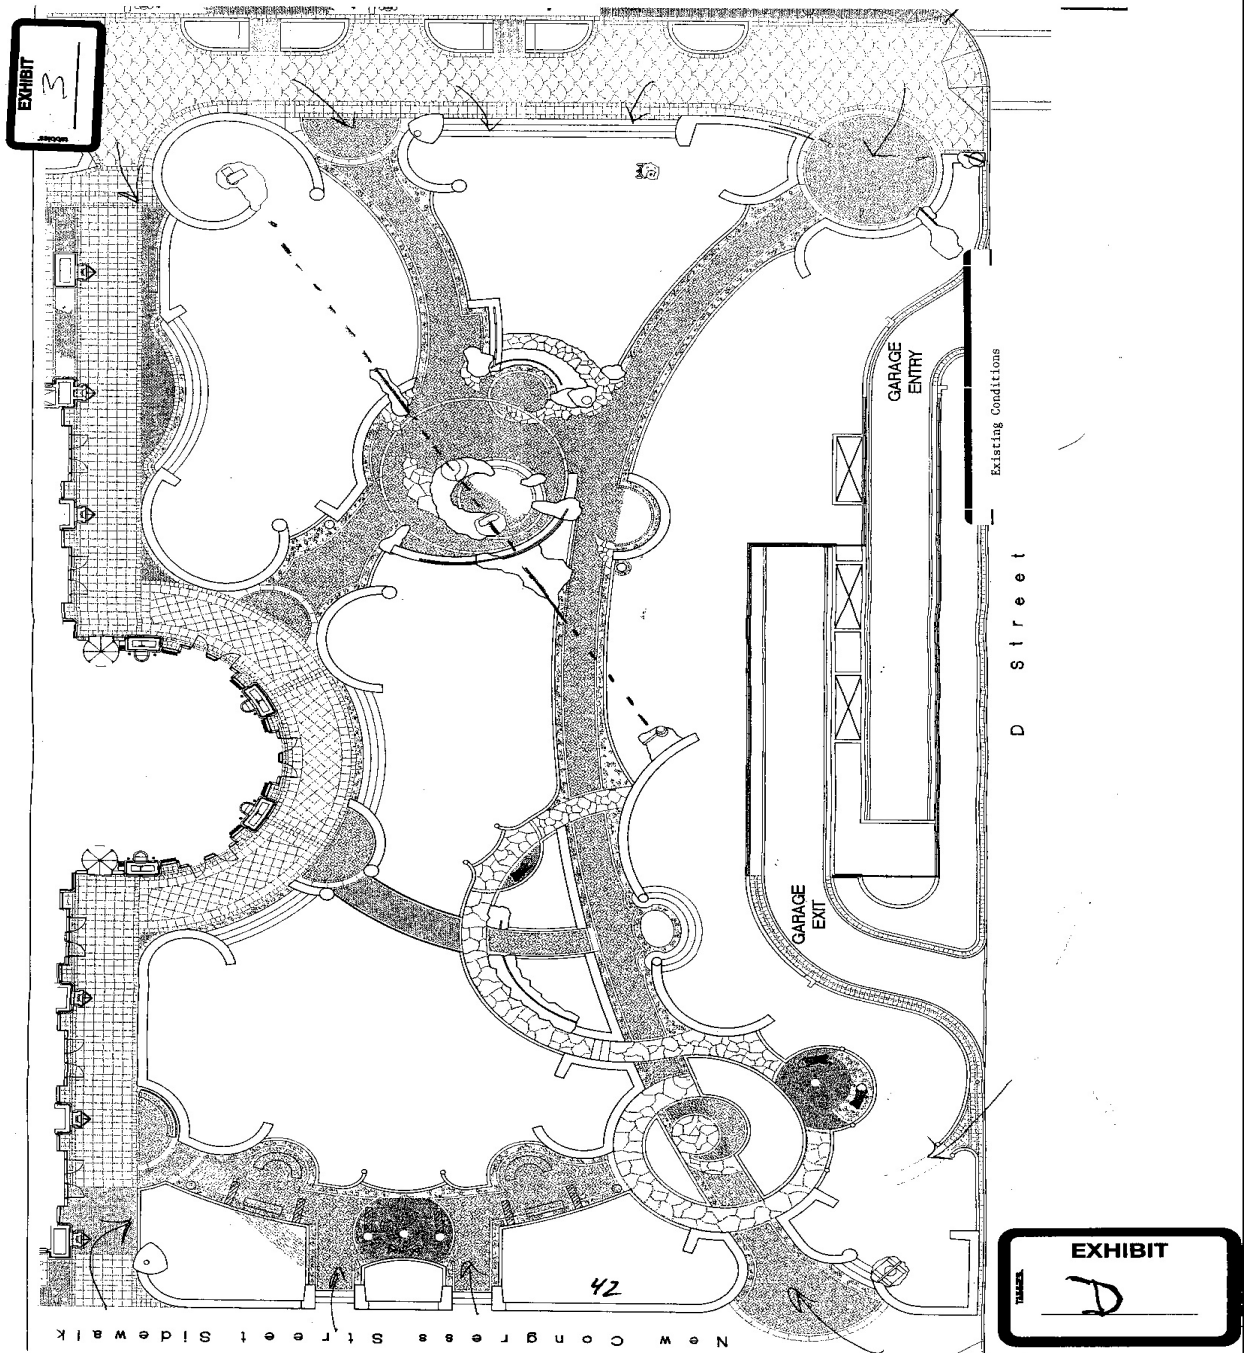 EXHIBIT
3
GARAGE
ENTRY
Existing Conditions
D Street
GARAGE
EXIT
42
New Congress Street Sidewalk
EXHIBIT
D